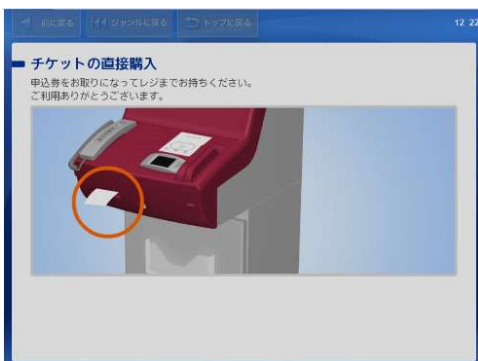 前に戻る ジャンルに戻る トップに戻る 12 22
チケットの直接購入
申込券をお取りになってレジまでお持ちください。
ご利用ありがとうございます。